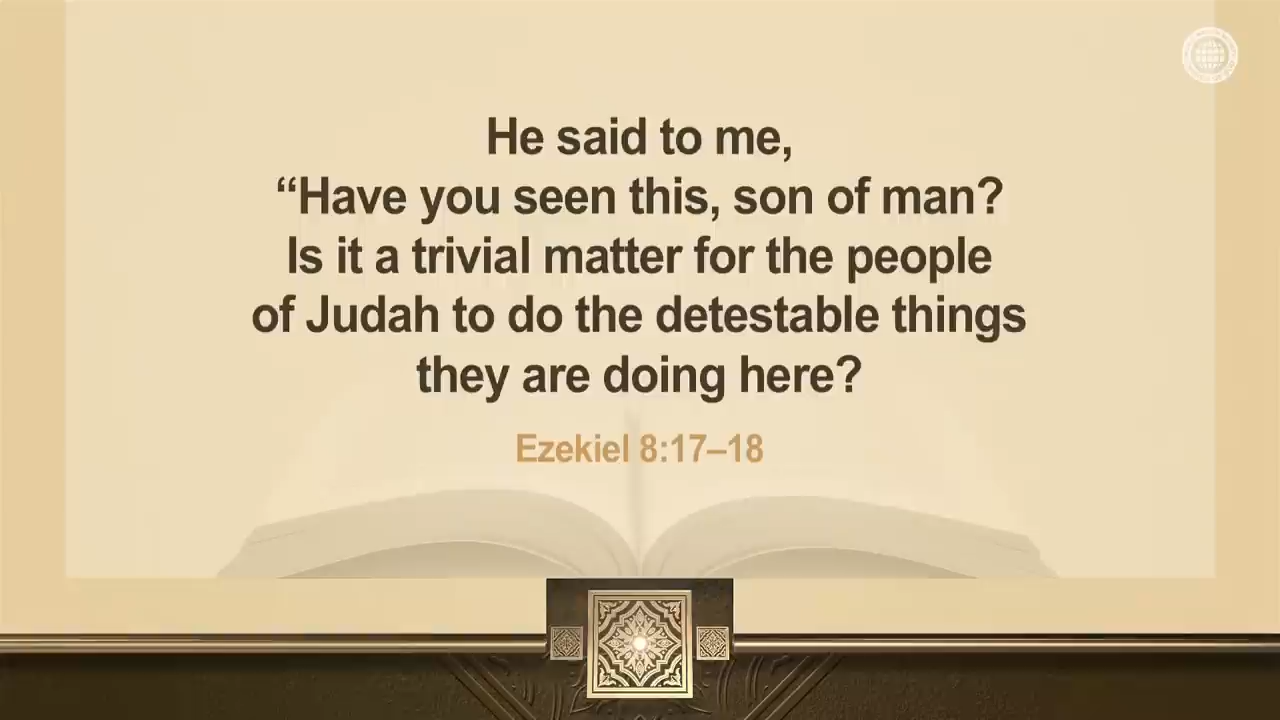 He said to me,
“Have you seen this, son of man?
Is it a trivial matter for the people
of Judah to do the detestable things
they are doing here?
Ezekiel 8:17–18